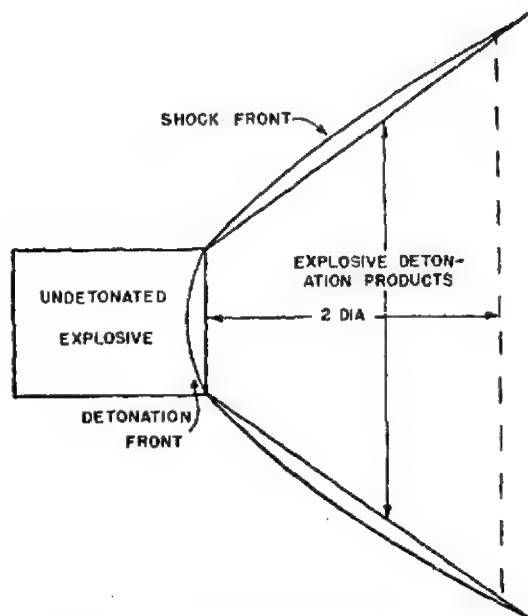 SHOCK FRONT
UNDETONATED
EXPLOSIVE
EXPLOSIVE DETON-
ATION PRODUCTS
2 DIA
DETONATION
FRONT